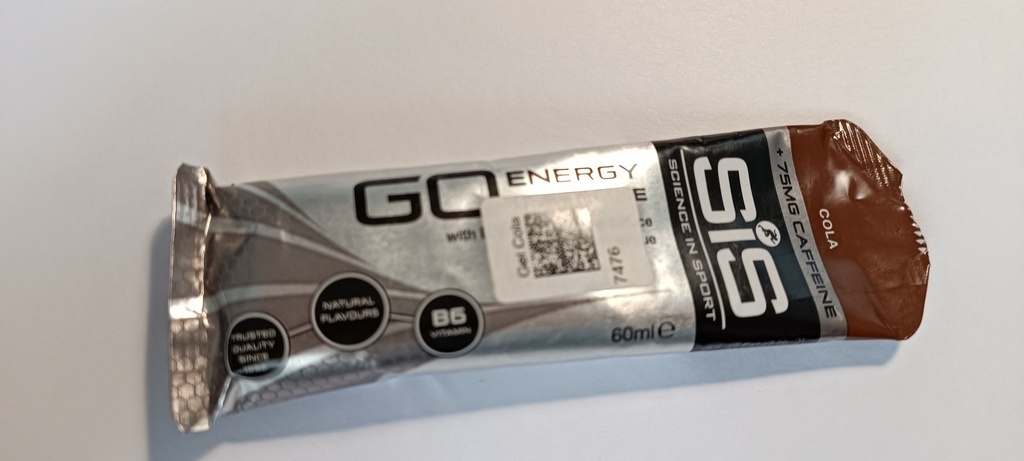 GO ENERGY
with
Gel Cola
7476
60ml ℮
NATURAL
FLAVOURS
B6
VITAMIN
TRUSTED
QUALITY
SINCE
SCIENCE IN SPORT
SiS
+ 75MG CAFFEINE
COLA